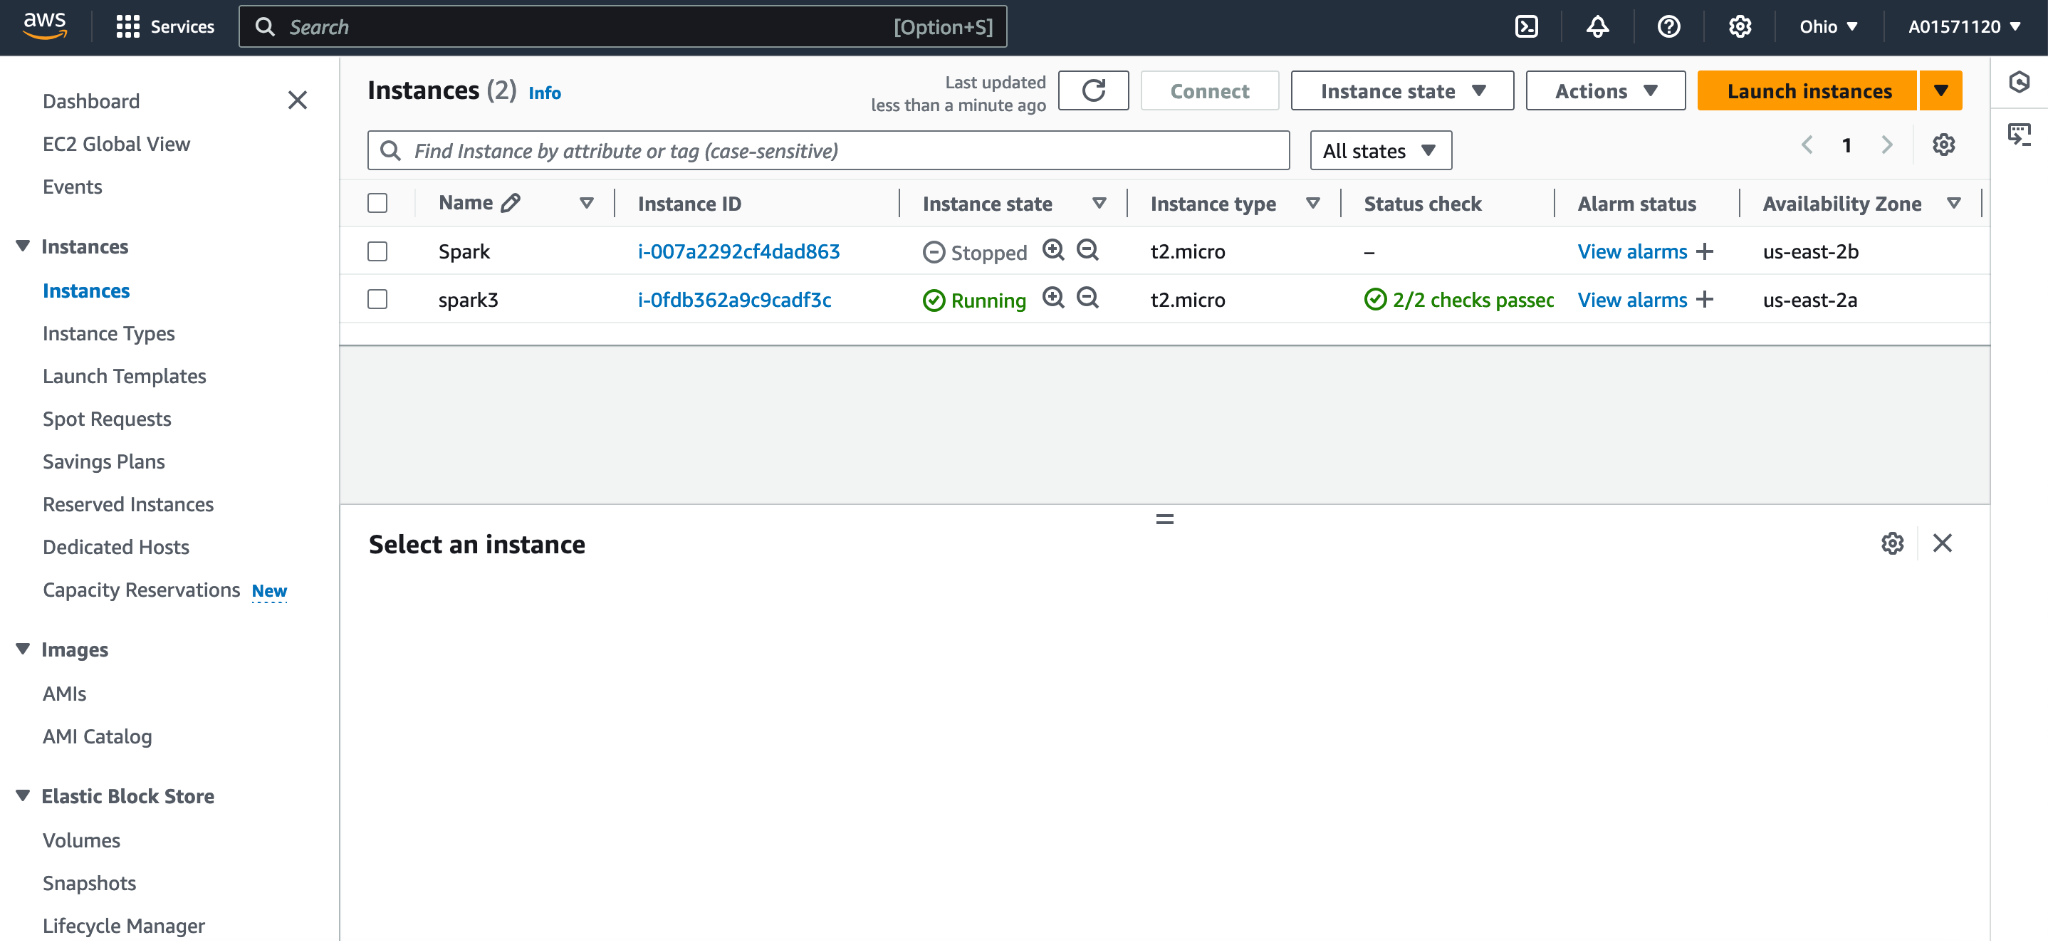 aws
Services
Search
[Option+S]
Ohio
A01571120
Dashboard
EC2 Global View
Events
Instances
Instances
Instance Types
Launch Templates
Spot Requests
Savings Plans
Reserved Instances
Dedicated Hosts
Capacity Reservations New
Images
AMIs
AMI Catalog
Elastic Block Store
Volumes
Snapshots
Lifecycle Manager
Instances (2) Info
Last updated
less than a minute ago
Connect
Instance state
Actions
Launch instances
Find Instance by attribute or tag (case-sensitive)
All states
1
Name Instance ID Instance state Instance type Status check Alarm status Availability Zone
Spark i-007a2292cf4dad863 Stopped t2.micro – View alarms + us-east-2b
spark3 i-0fdb362a9c9cadf3c Running t2.micro 2/2 checks passec View alarms + us-east-2a
Select an instance